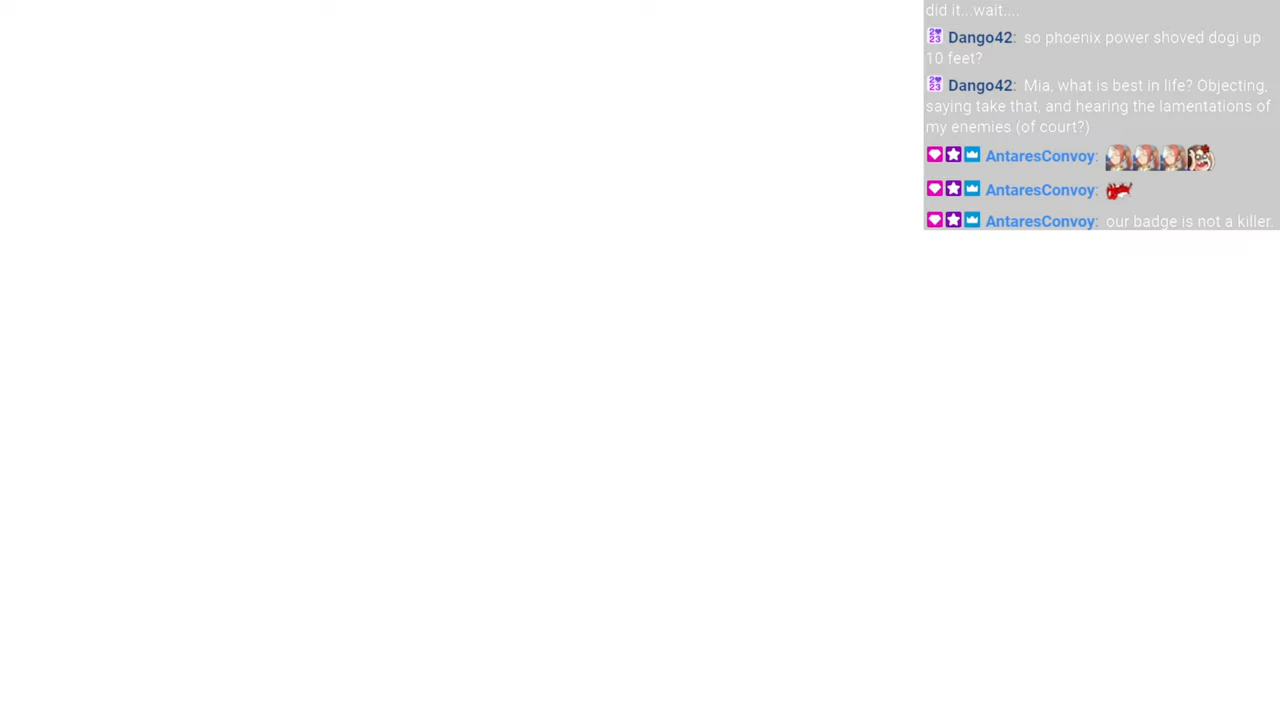 did it...wait....
2023 Dango42: so phoenix power shoved dogi up
10 feet?
2023 Dango42: Mia, what is best in life? Objecting,
saying take that, and hearing the lamentations of
my enemies (of court?)
AntaresConvoy:
AntaresConvoy:
AntaresConvoy: our badge is not a killer.